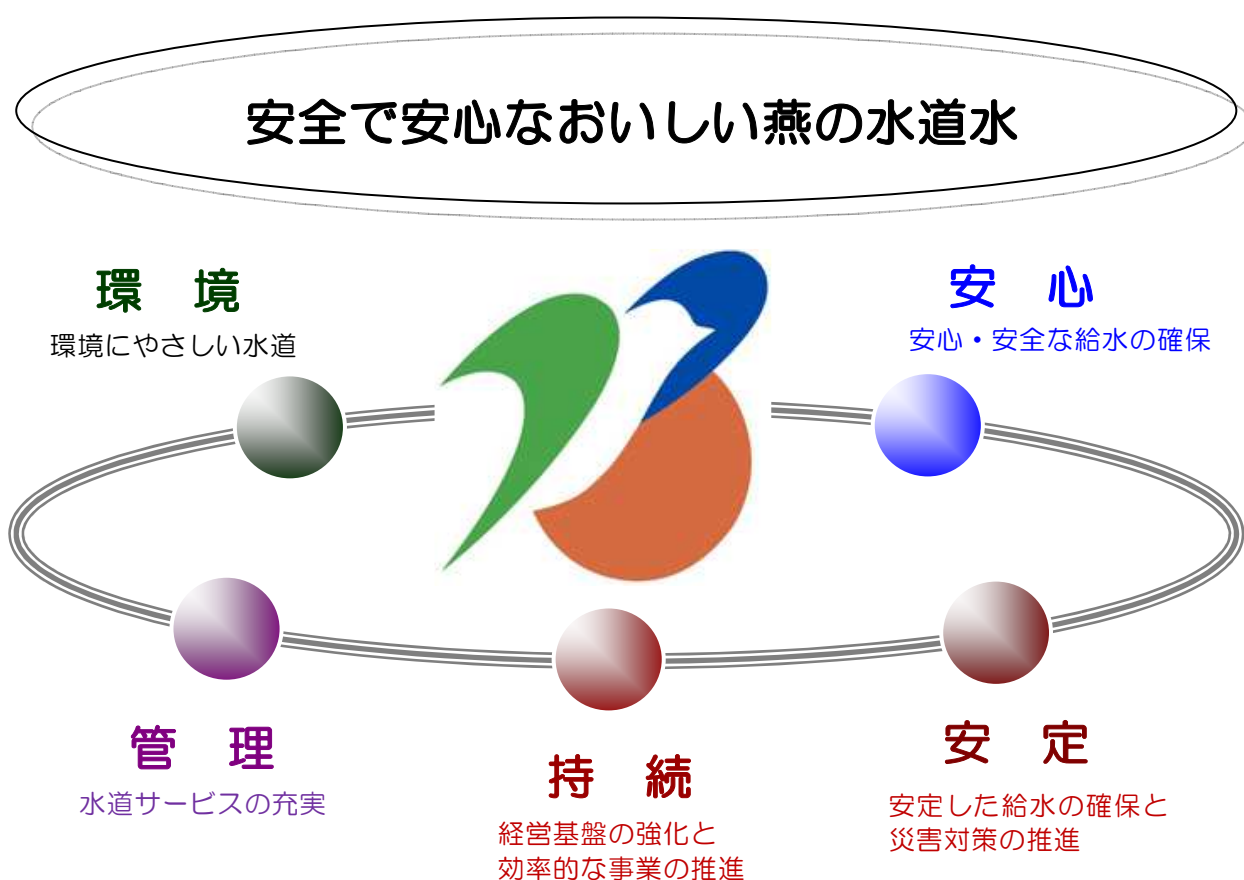 安全で安心なおいしい燕の水道水
環　境
環境にやさしい水道
安　心
安心・安全な給水の確保
管　理
水道サービスの充実
持　続
経営基盤の強化と
効率的な事業の推進
安　定
安定した給水の確保と
災害対策の推進